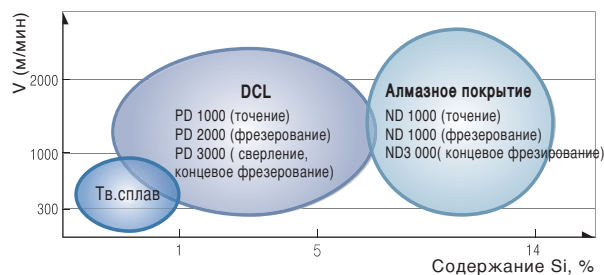 V (м/мин)
2000
1000
300
DCL
PD 1000 (точение)
PD 2000 (фрезерование)
PD 3000 ( сверление,
концевое фрезерование)
Алмазное покрытие
ND 1000 (точение)
ND 1000 (фрезерование)
ND3 000( концевое фрезирование)
Тв.сплав
1
5
14
Содержание Si, %